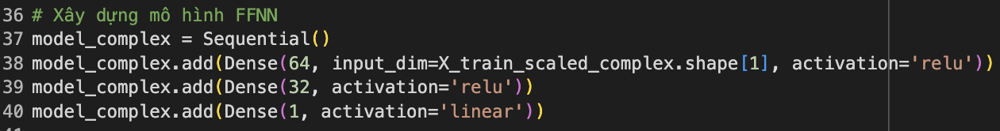 36 # Xây dựng mô hình FFNN
37 model_complex = Sequential()
38 model_complex.add(Dense(64, input_dim=X_train_scaled_complex.shape[1], activation='relu'))
39 model_complex.add(Dense(32, activation='relu'))
40 model_complex.add(Dense(1, activation='linear'))